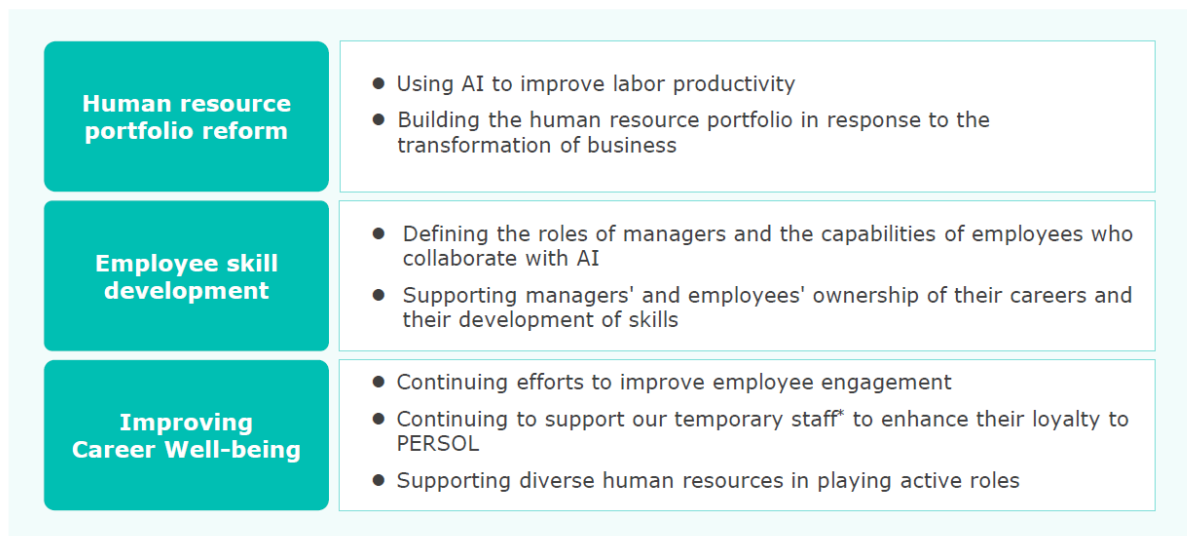 Human resource
portfolio reform
● Using AI to improve labor productivity
● Building the human resource portfolio in response to the
transformation of business
Employee skill
development
● Defining the roles of managers and the capabilities of employees who
collaborate with AI
● Supporting managers' and employees' ownership of their careers and
their development of skills
Improving
Career Well-being
● Continuing efforts to improve employee engagement
● Continuing to support our temporary staff* to enhance their loyalty to
PERSOL
● Supporting diverse human resources in playing active roles